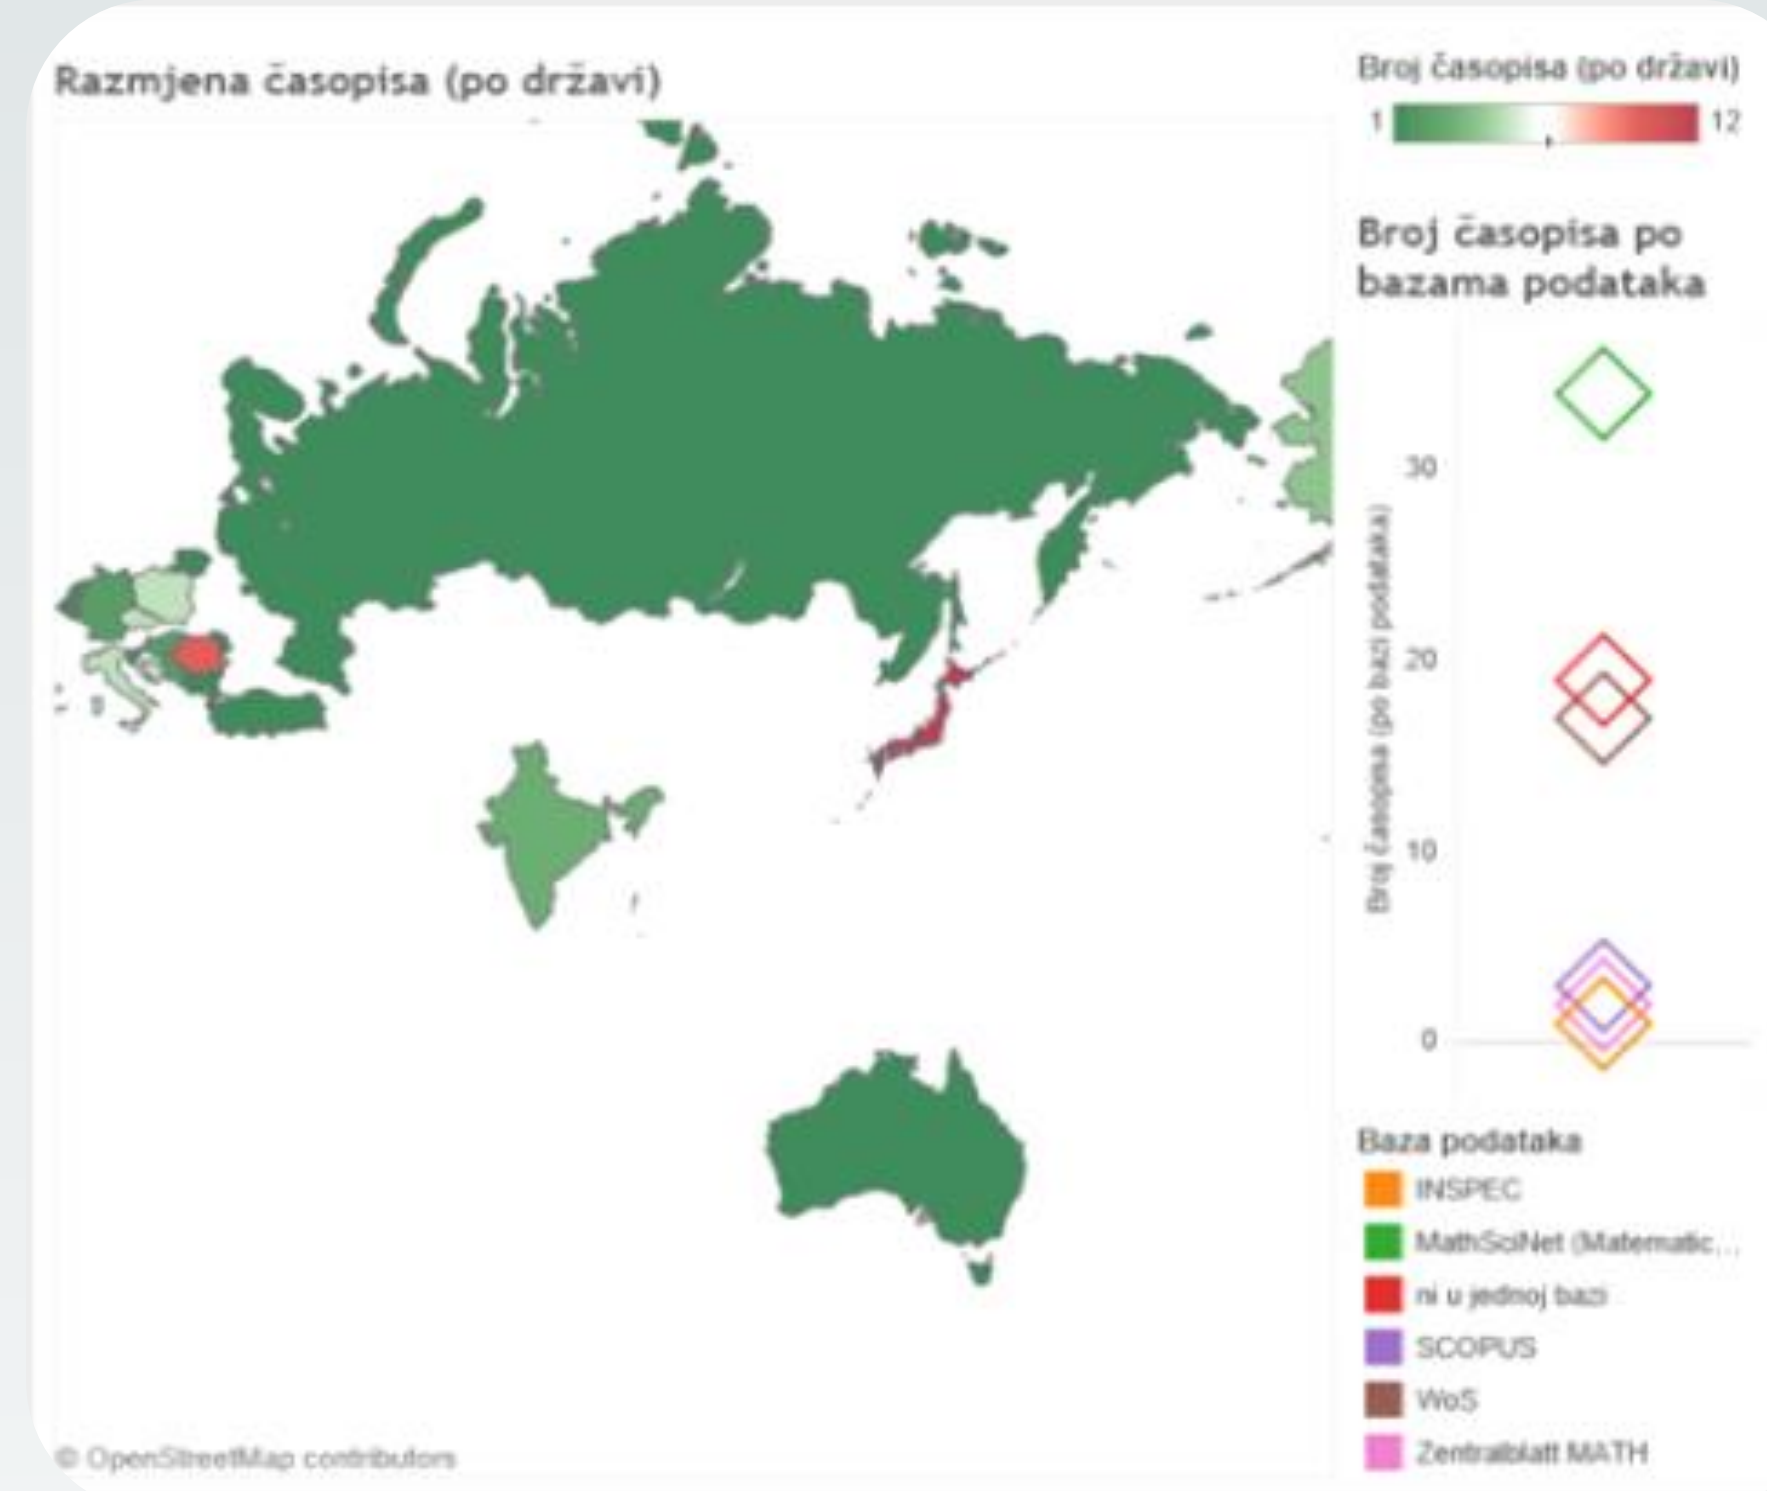 Razmjena časopisa (po državi)
Broj časopisa (po državi)
1
12
Broj časopisa po
bazama podataka
Broj časopisa (po bazi podataka)
30
20
10
0
Baza podataka
INSPEC
MathSciNet (Matematic...
ni u jednoj bazi
SCOPUS
WoS
Zentralblatt MATH
© OpenStreetMap contributors